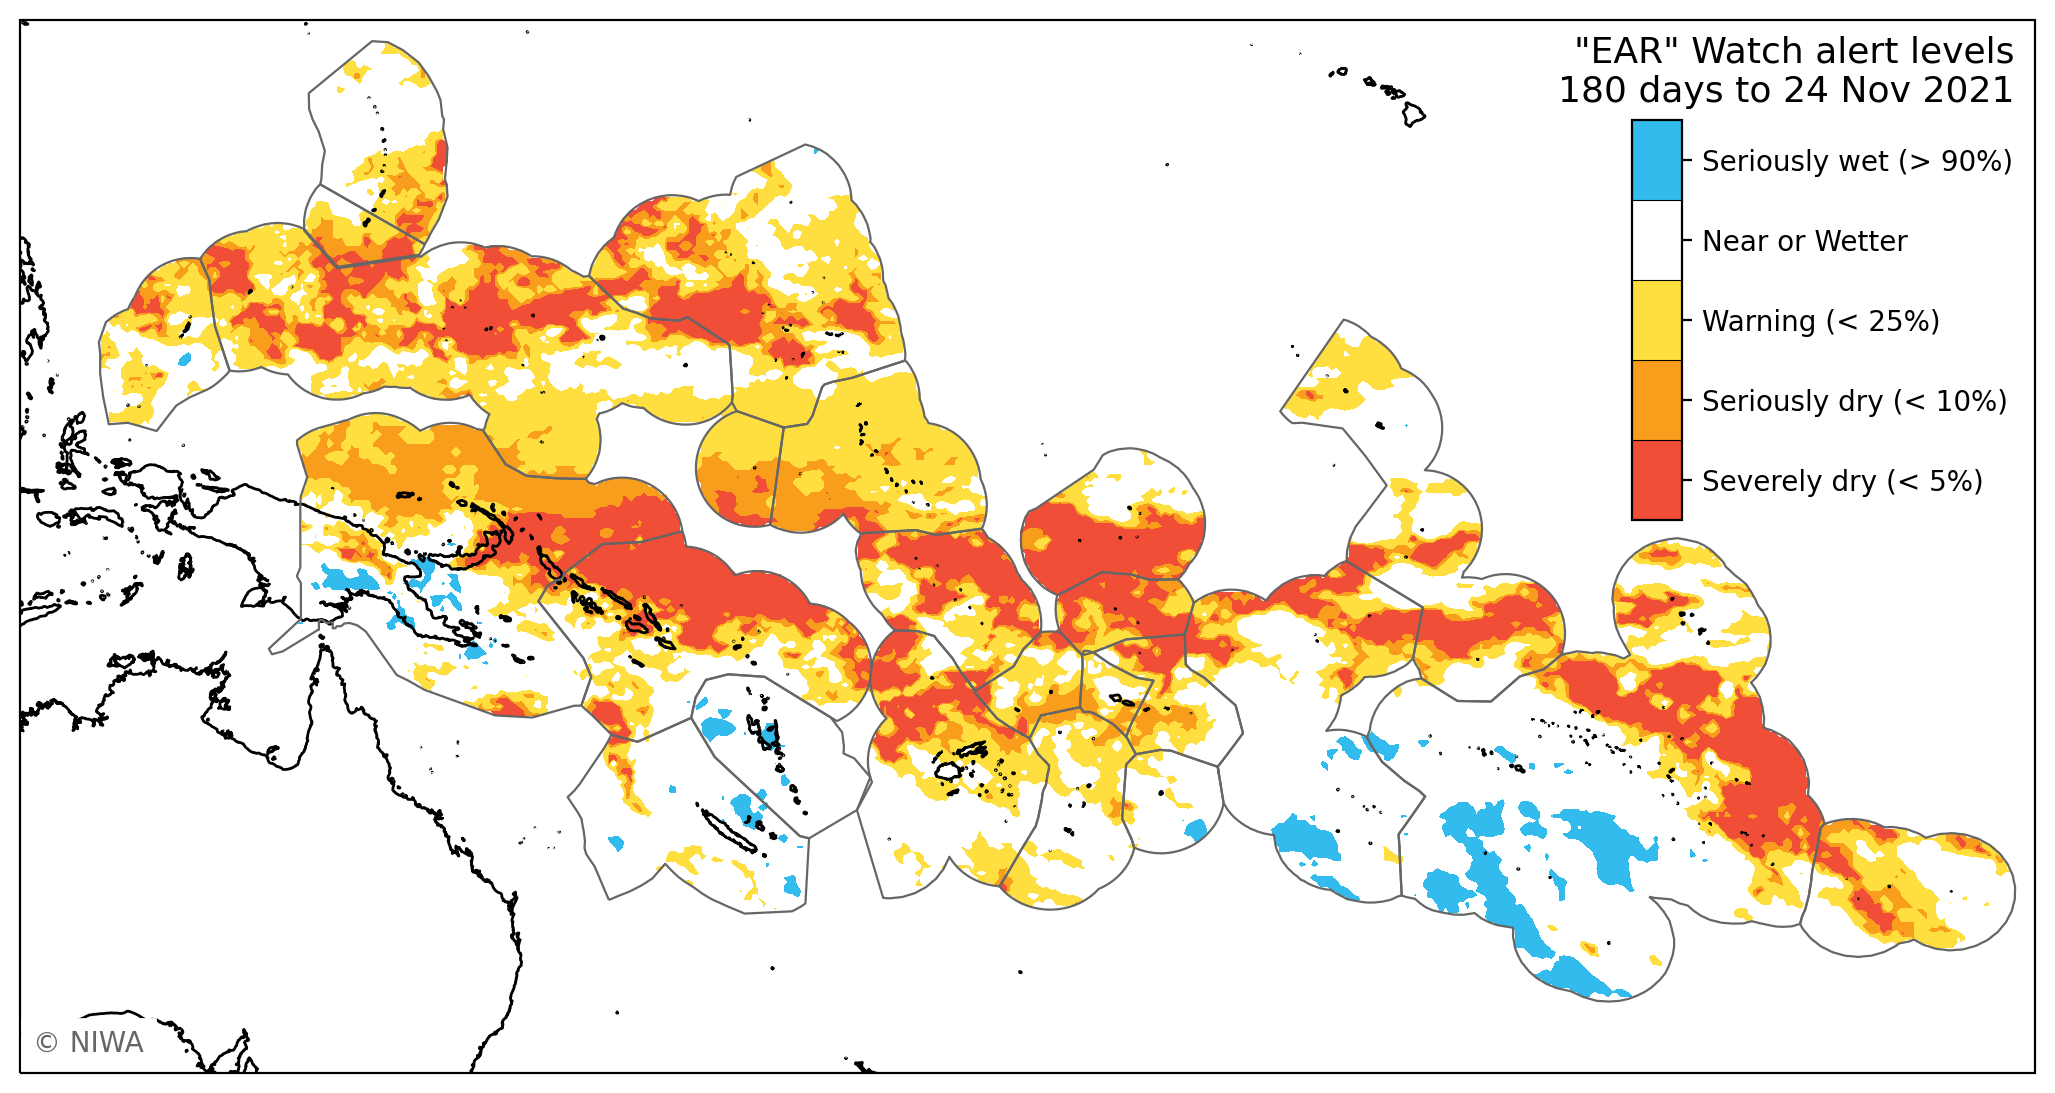 "EAR" Watch alert levels
180 days to 24 Nov 2021
Seriously wet (> 90%)
Near or Wetter
Warning (< 25%)
Seriously dry (< 10%)
Severely dry (< 5%)
© NIWA